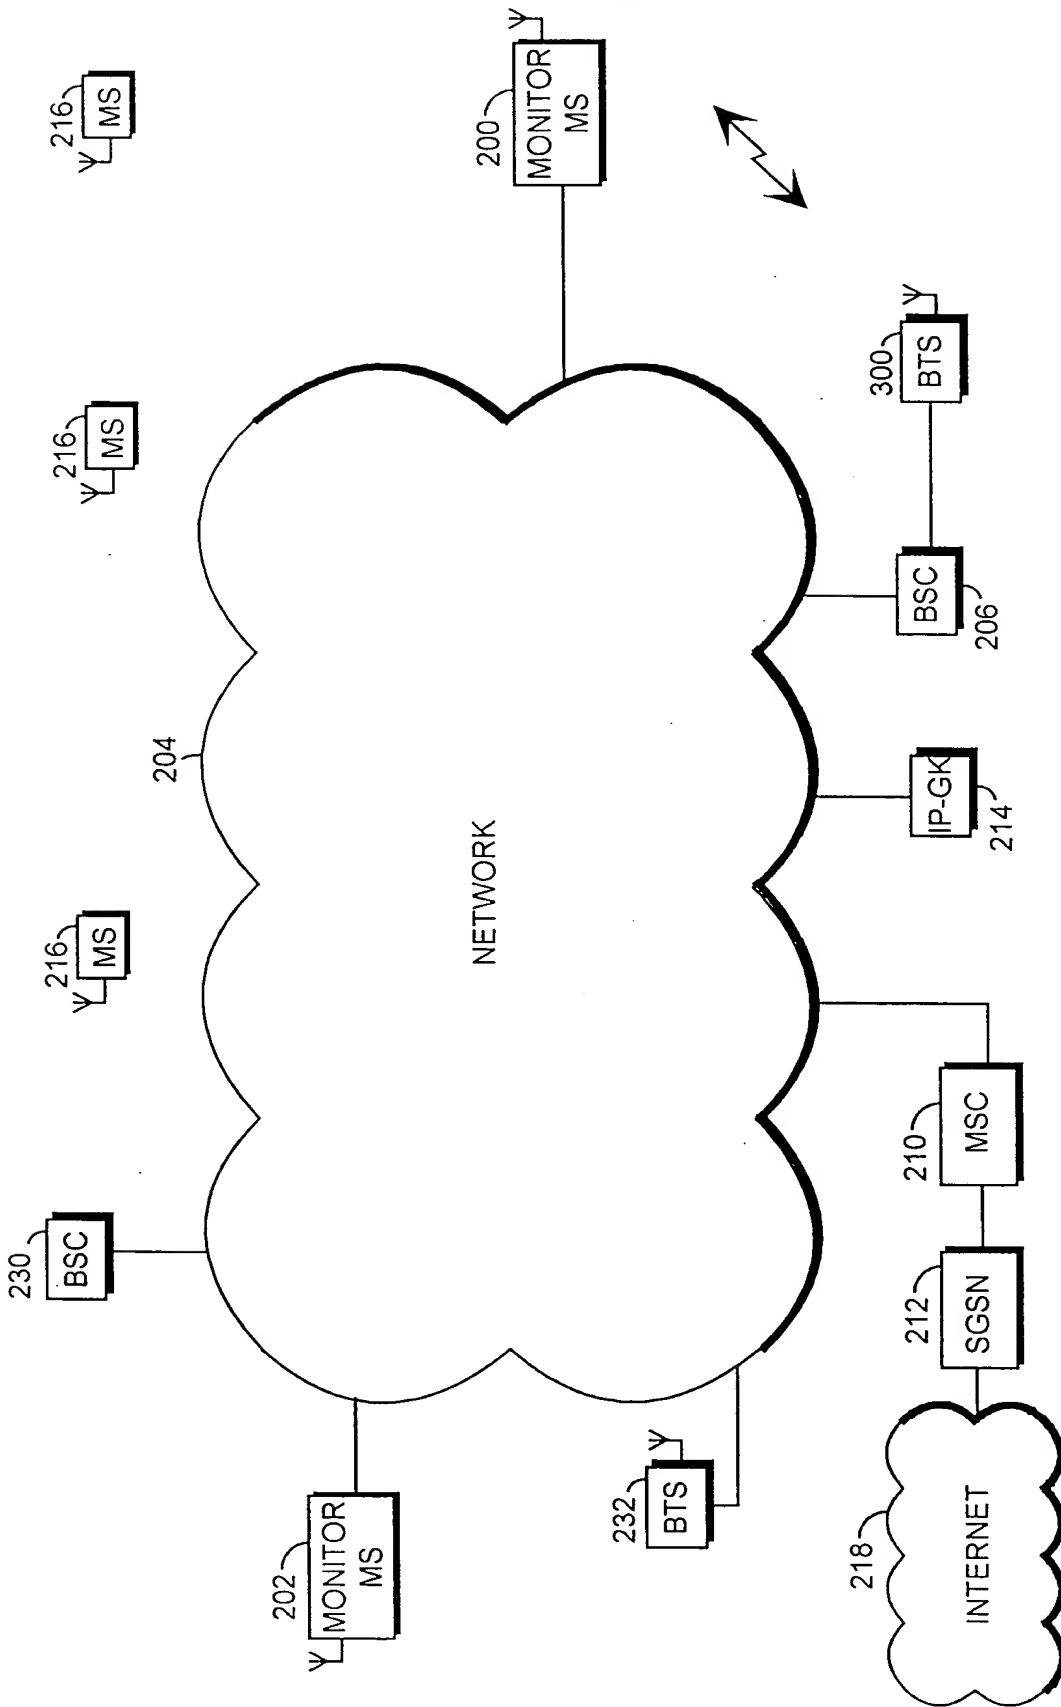 230
BSC
216
MS
216
MS
216
MS
204
202
MONITOR
MS
NETWORK
200
MONITOR
MS
232
BTS
218
INTERNET
212
SGSN
210
MSC
IP-GK
214
BSC
206
300
BTS